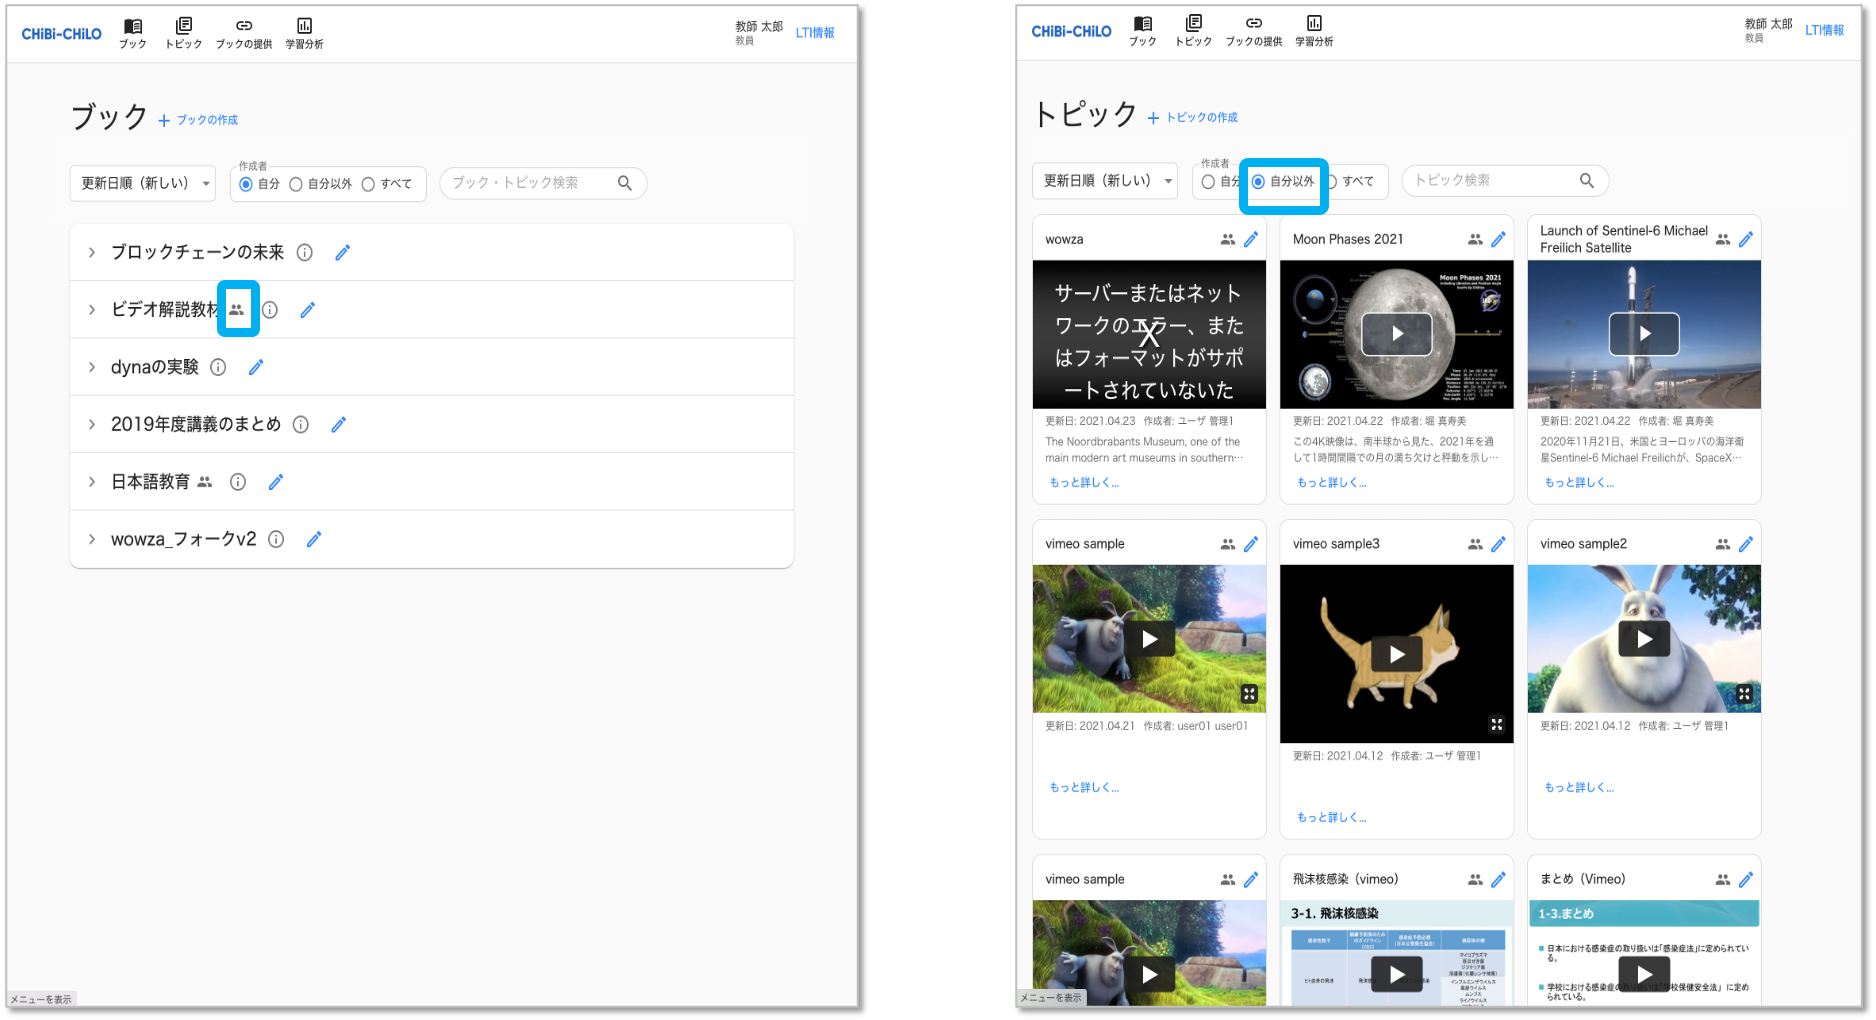 CHiBi-CHiLO
ブック
トピック
ブックの提供
学習分析
教師 太郎
教員
LTI情報
ブック
+ ブックの作成
更新日順（新しい）
作成者
自分
自分以外
すべて
ブック・トピック検索
ブロックチェーンの未来
ビデオ解説教材
dynaの実験
2019年度講義のまとめ
日本語教育
wowza_フォークv2
メニューを表示
CHiBi-CHiLO
ブック
トピック
ブックの提供
学習分析
教師 太郎
教員
LTI情報
トピック
+ トピックの作成
更新日順（新しい）
作成者
自分
自分以外
すべて
トピック検索
wowza
サーバーまたはネット
ワークのエラー、また
はフォーマットがサポ
ートされていないた
更新日: 2021.04.23 作成者: ユーザ 管理1
The Noordbrabants Museum, one of the
main modern art museums in southern…
もっと詳しく...
Moon Phases 2021
Moon Phases 2021
更新日: 2021.04.22 作成者: 堀 真寿美
この4K映像は、南半球から見た、2021年を通
して1時間間隔での月の満ち欠けと秤動を示し…
もっと詳しく...
Launch of Sentinel-6 Michael
Freilich Satellite
更新日: 2021.04.22 作成者: 堀 真寿美
2020年11月21日、米国とヨーロッパの海洋衛
星Sentinel-6 Michael Freilichが、SpaceX…
もっと詳しく...
vimeo sample
更新日: 2021.04.21 作成者: user01 user01
もっと詳しく...
vimeo sample3
更新日: 2021.04.12 作成者: ユーザ 管理1
もっと詳しく...
vimeo sample2
更新日: 2021.04.12 作成者: ユーザ 管理1
もっと詳しく...
vimeo sample
飛沫核感染（vimeo）
3-1. 飛沫核感染
まとめ（Vimeo）
1-3.まとめ
日本における感染症の取り扱いは「感染症法」に定められてい
る。
学校における感染症の取り扱いは「学校保健安全法」に定め
られている。
メニューを表示